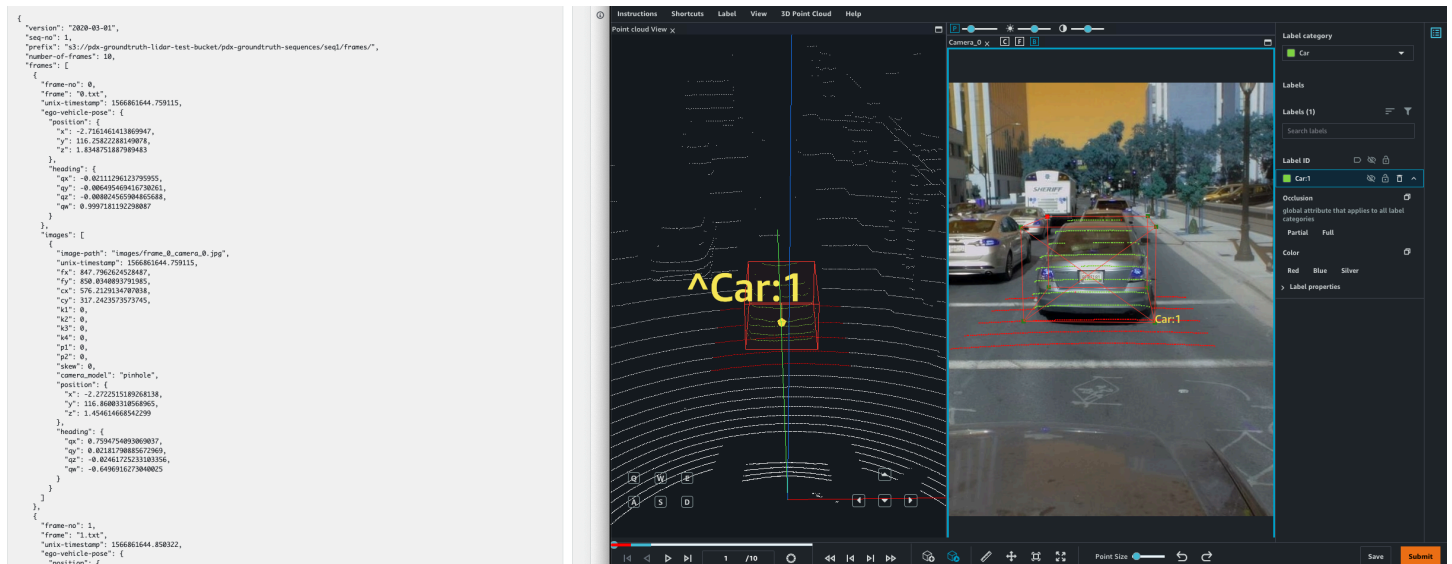 {
"version": "2020-03-01",
"seq-no": 1,
"prefix": "s3://pdx-groundtruth-lidar-test-bucket/pdx-groundtruth-sequences/seq1/frames/",
"number-of-frames": 10,
"frames": [
{
"frame-no": 0,
"frame": "0.txt",
"unix-timestamp": 1566861644.759115,
"ego-vehicle-pose": {
"position": {
"x": -2.7161461413869947,
"y": 116.25822288149078,
"z": 1.8348751887989483
},
"heading": {
"qx": -0.02111296123795955,
"qy": -0.006495469416730261,
"qz": -0.008024565904865688,
"qw": 0.9997181192298087
}
},
"images": [
{
"image-path": "images/frame_0_camera_0.jpg",
"unix-timestamp": 1566861644.759115,
"fx": 847.7962624528487,
"fy": 850.0340893791985,
"cx": 576.2129134707038,
"cy": 317.2423573573745,
"k1": 0,
"k2": 0,
"k3": 0,
"k4": 0,
"p1": 0,
"p2": 0,
"skew": 0,
"camera_model": "pinhole",
"position": {
"x": -2.2722515189268138,
"y": 116.86003310568965,
"z": 1.454614668542299
},
"heading": {
"qx": 0.7594754093069037,
"qy": 0.02181790885672969,
"qz": -0.02461725233103356,
"qw": -0.6496916273040025
}
}
]
},
{
"frame-no": 1,
"frame": "1.txt",
"unix-timestamp": 1566861644.850322,
"ego-vehicle-pose": {
"position": {
Instructions Shortcuts Label View 3D Point Cloud Help
Point cloud View x
^Car:1
Q W E
A S D
P
Camera_0 x C F D
SHERIFF
Car:1
Label category
Car
Labels
Labels (1)
Search labels
Label ID
Car:1
Occlusion
global attribute that applies to all label
categories
Partial Full
Color
Red Blue Silver
Label properties
1 /10
Point Size
Save Submit